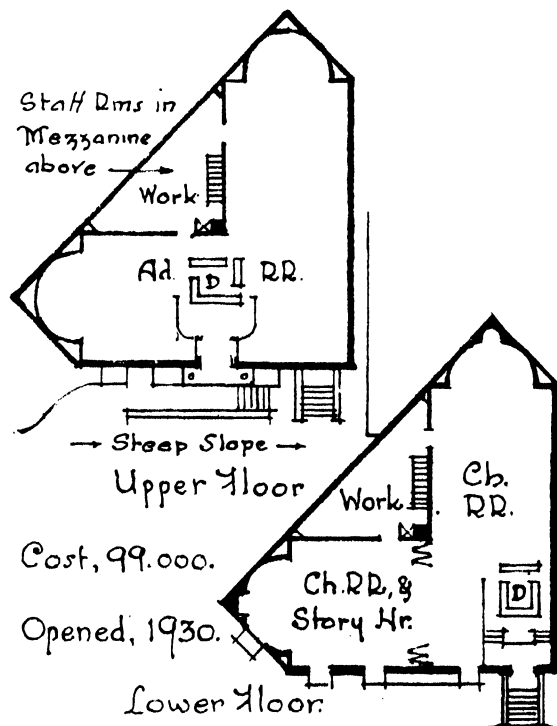 Staff Rms in
Mezzanine
above
Work
Ad. D RR.
Steep Slope
Upper Floor
Ch.
RR.
Work
Cost, 99.000.
Ch. RR, &
Story Hr.
D
Opened, 1930.
Lower Floor.